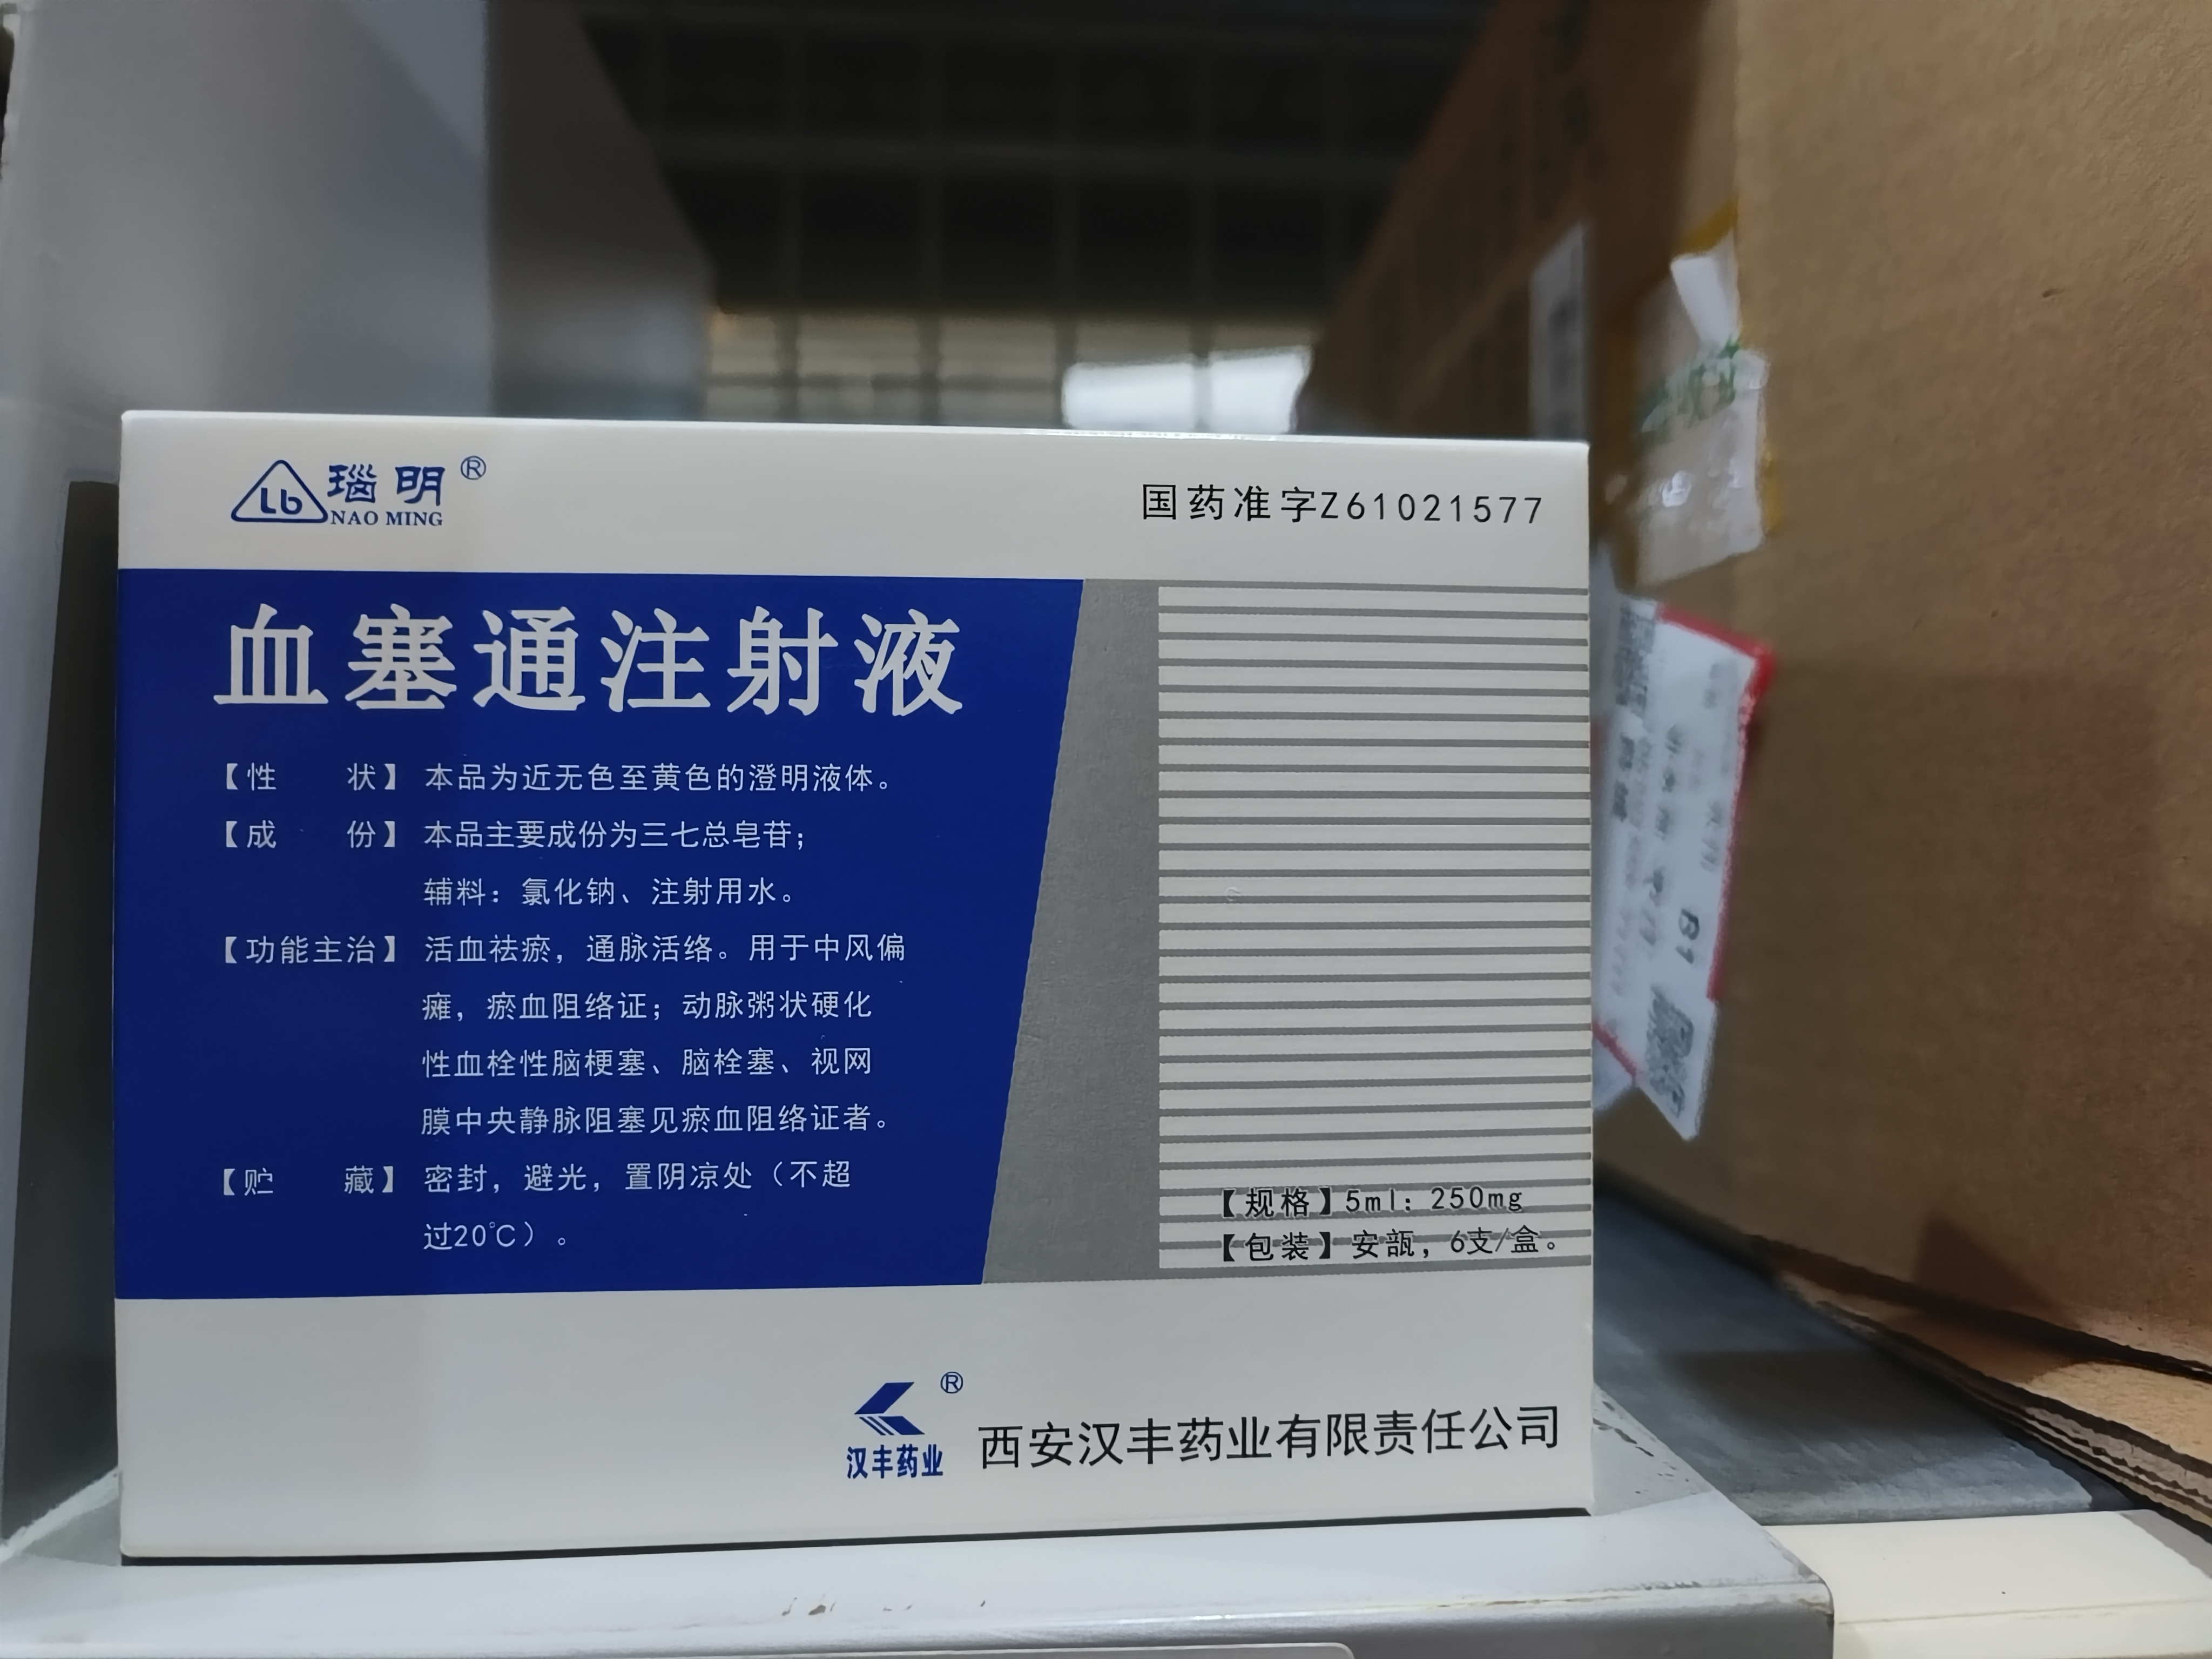 Lb 瑙明®
NAO MING
国药准字Z61021577
血塞通注射液
【性 状】本品为近无色至黄色的澄明液体。
【成 份】本品主要成份为三七总皂苷；
辅料：氯化钠、注射用水。
【功能主治】活血祛瘀，通脉活络。用于中风偏
瘫，瘀血阻络证；动脉粥状硬化
性血栓性脑梗塞、脑栓塞、视网
膜中央静脉阻塞见瘀血阻络证者。
【贮 藏】密封，避光，置阴凉处（不超
过20℃）。
【规格】5ml：250mg
【包装】安瓿，6支/盒。
®
汉丰药业
西安汉丰药业有限责任公司
B1